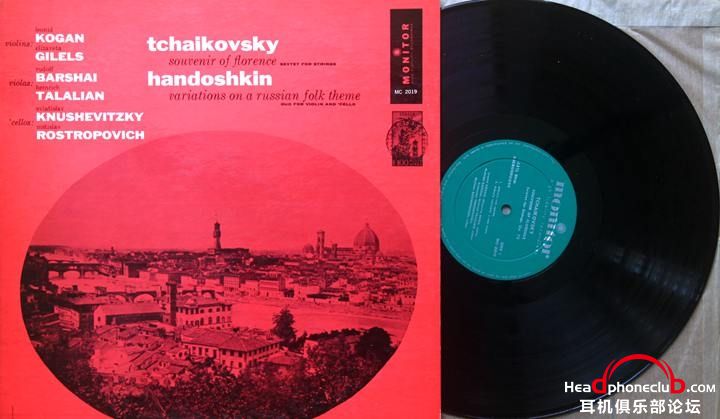 violins:
leonid
KOGAN
elizaveta
GILELS
violas:
rudolf
BARSHAI
heinrich
TALALIAN
'cellos:
sviatoslav
KNUSHEVITZKY
mstislav
ROSTROPOVICH
tchaikovsky
souvenir of florence SEXTET FOR STRINGS
handoshkin
variations on a russian folk theme
DUO FOR VIOLIN AND 'CELLO
MONITOR
MC 2019
monitor
TCHAIKOVSKY
Headphoneclub.com
耳机俱乐部论坛